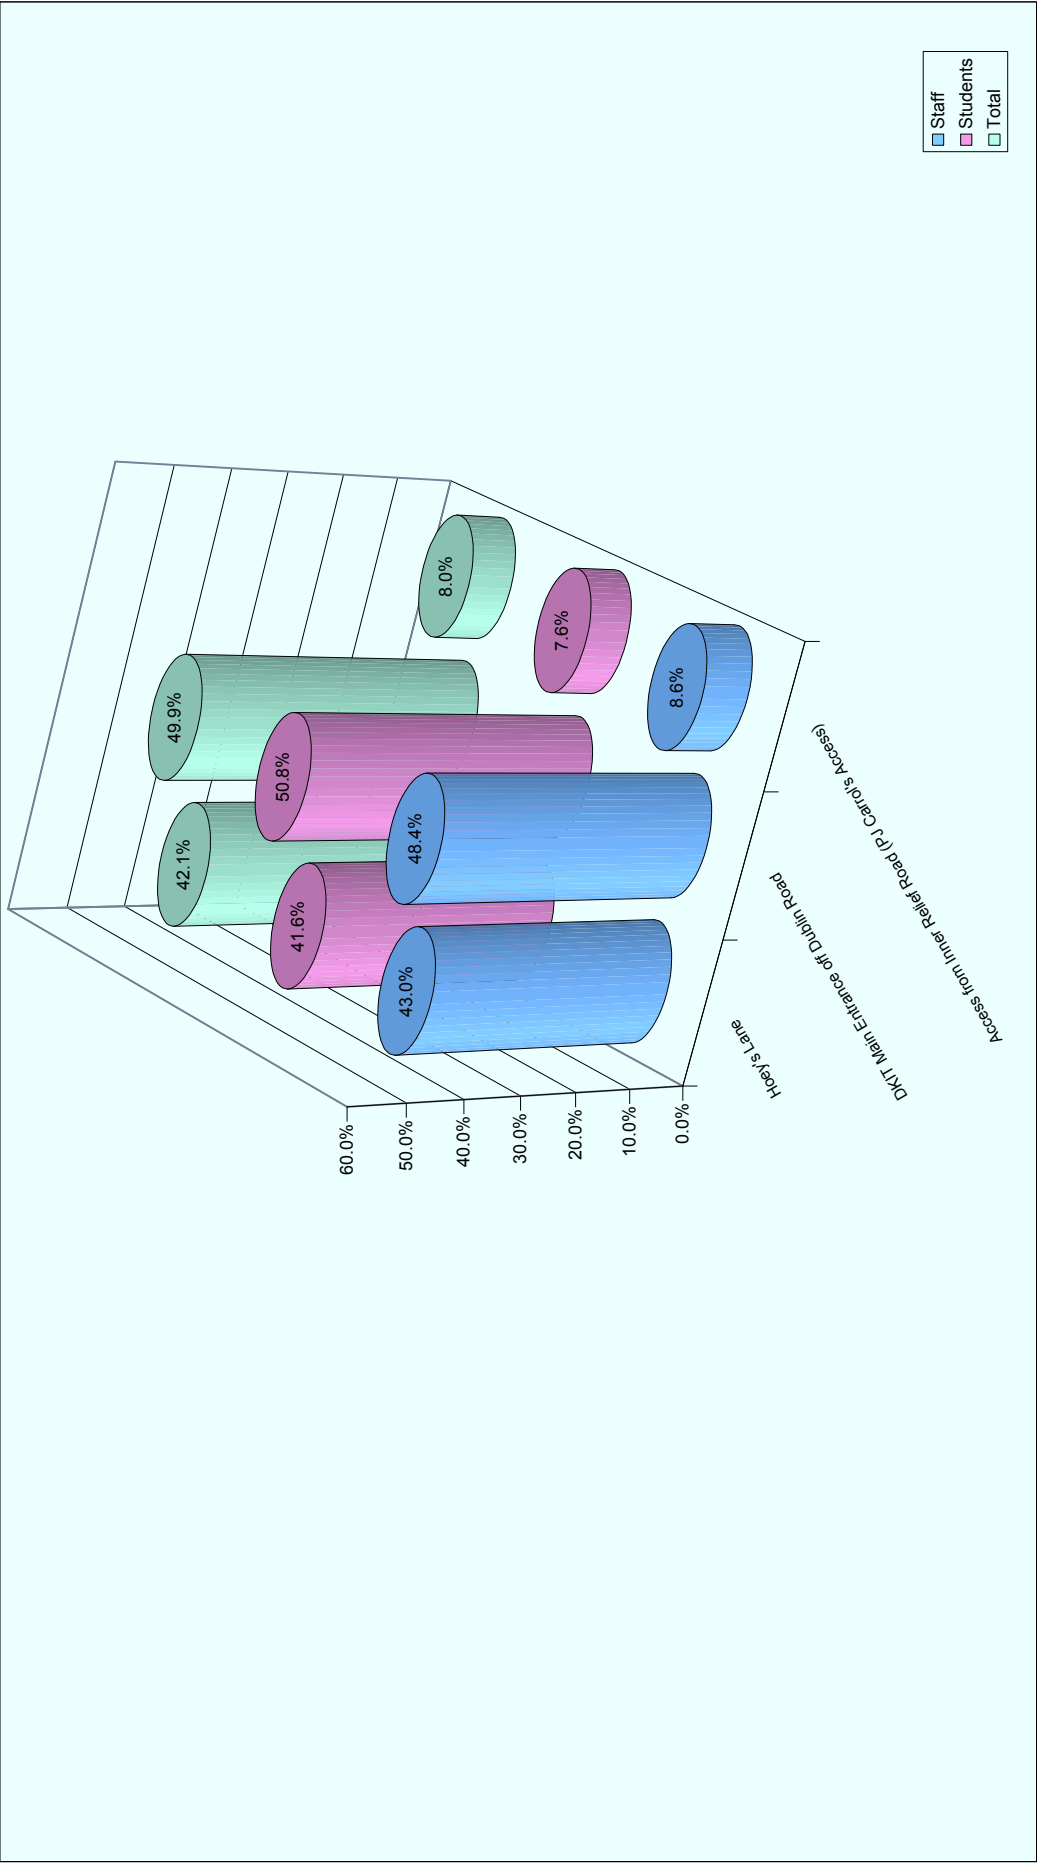 Staff
Students
Total
8.0%
7.6%
8.6%
49.9%
50.8%
48.4%
42.1%
41.6%
43.0%
60.0%
50.0%
40.0%
30.0%
20.0%
10.0%
0.0%
Hoey's Lane
DKIT Main Entrance off Dublin Road
Access from Inner Relief Road (PJ Carrol's Access)